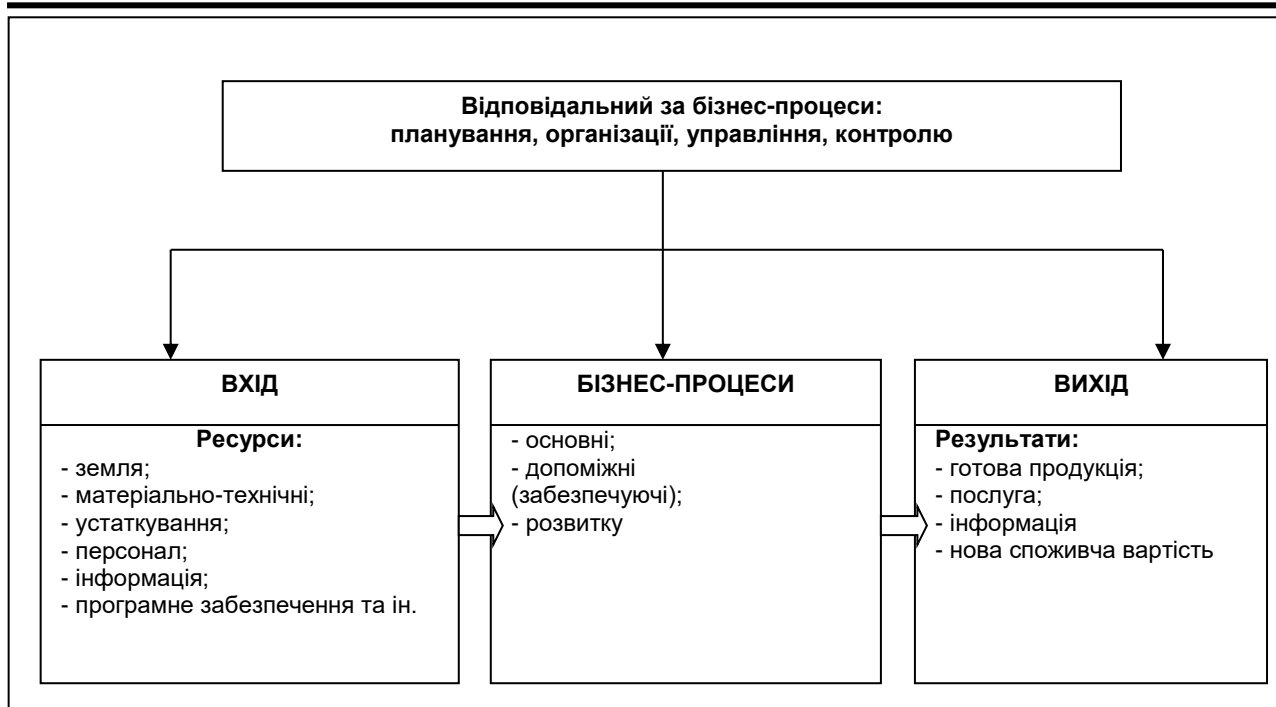 Відповідальний за бізнес-процеси:
планування, організації, управління, контролю
ВХІД
Ресурси:
- земля;
- матеріально-технічні;
- устаткування;
- персонал;
- інформація;
- програмне забезпечення та ін.
БІЗНЕС-ПРОЦЕСИ
- основні;
- допоміжні
(забезпечуючі);
- розвитку
ВИХІД
Результати:
- готова продукція;
- послуга;
- інформація
- нова споживча вартість